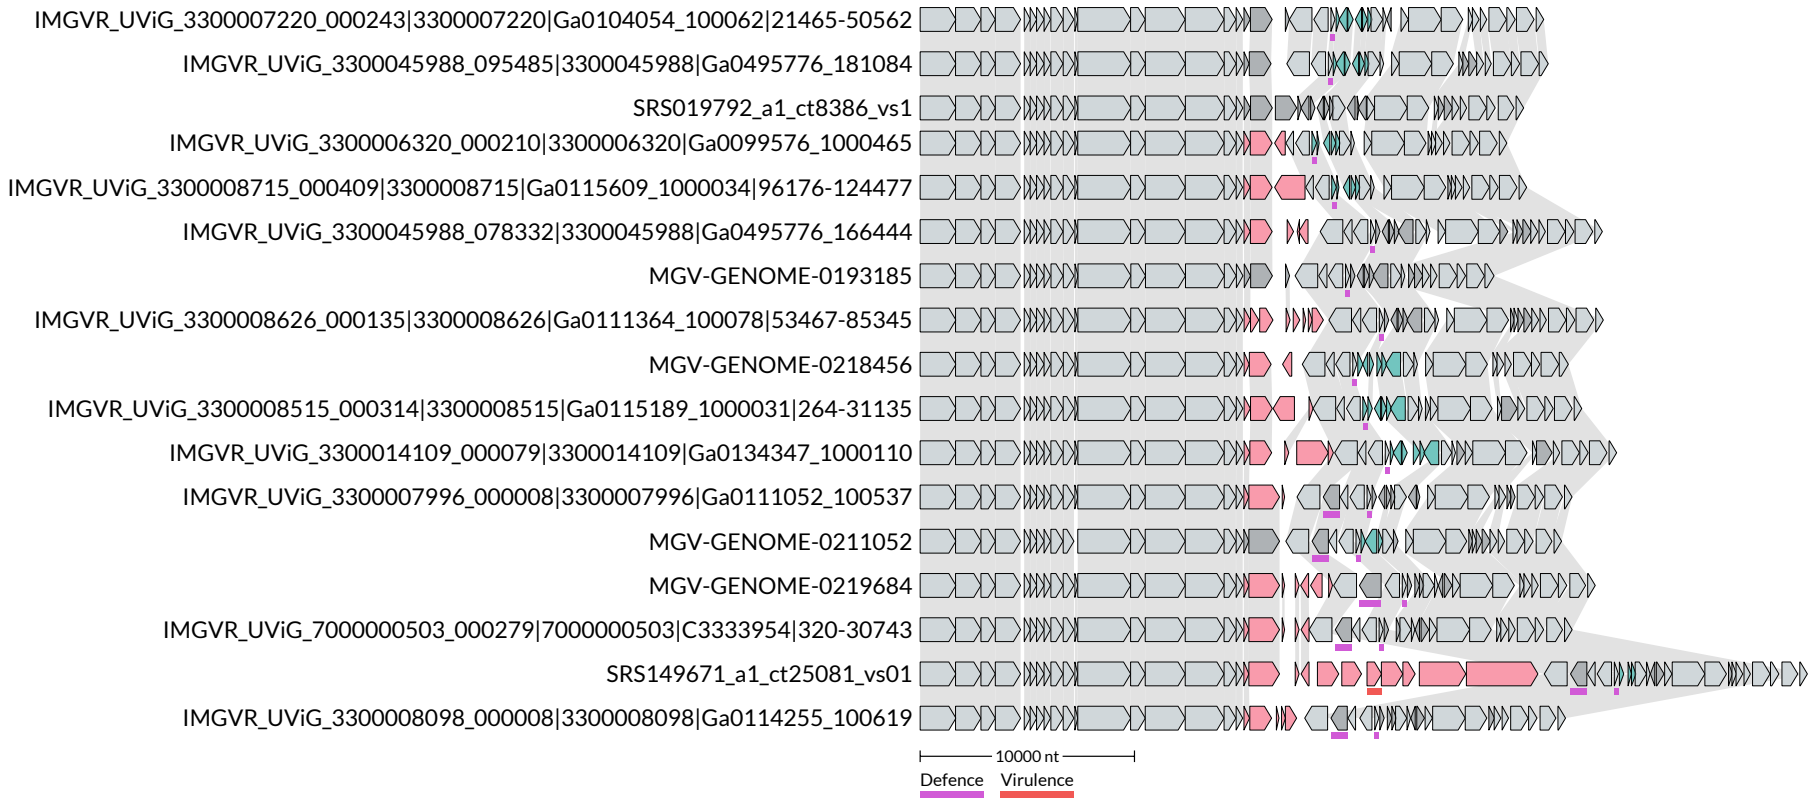 IMGVR_UViG_3300007220_000243|3300007220|Ga0104054_100062|21465-50562
IMGVR_UViG_3300045988_095485|3300045988|Ga0495776_181084
SRS019792_a1_ct8386_vs1
IMGVR_UViG_3300006320_000210|3300006320|Ga0099576_1000465
IMGVR_UViG_3300008715_000409|3300008715|Ga0115609_1000034|96176-124477
IMGVR_UViG_3300045988_078332|3300045988|Ga0495776_166444
MGV-GENOME-0193185
IMGVR_UViG_3300008626_000135|3300008626|Ga0111364_100078|53467-85345
MGV-GENOME-0218456
IMGVR_UViG_3300008515_000314|3300008515|Ga0115189_1000031|264-31135
IMGVR_UViG_3300014109_000079|3300014109|Ga0134347_1000110
IMGVR_UViG_3300007996_000008|3300007996|Ga0111052_100537
MGV-GENOME-0211052
MGV-GENOME-0219684
IMGVR_UViG_7000000503_000279|7000000503|C3333954|320-30743
SRS149671_a1_ct25081_vs01
IMGVR_UViG_3300008098_000008|3300008098|Ga0114255_100619
10000 nt
Defence Virulence